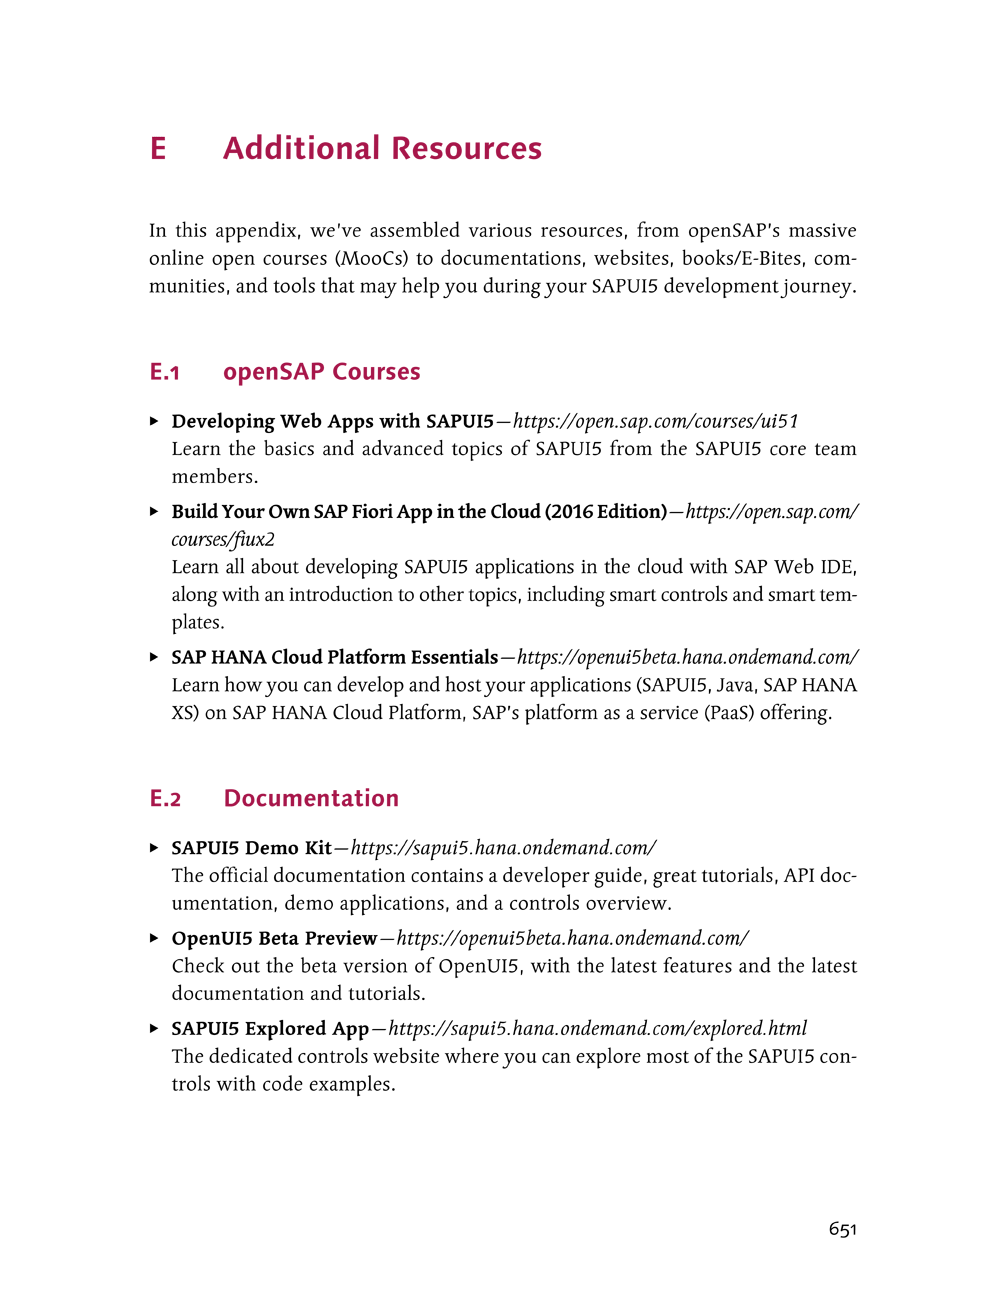 E Additional Resources
In this appendix, we've assembled various resources, from openSAP's massive
online open courses (MooCs) to documentations, websites, books/E-Bites, com-
munities, and tools that may help you during your SAPUI5 development journey.
E.1 openSAP Courses
▸ Developing Web Apps with SAPUI5—https://open.sap.com/courses/ui51
Learn the basics and advanced topics of SAPUI5 from the SAPUI5 core team
members.
▸ Build Your Own SAP Fiori App in the Cloud (2016 Edition)—https://open.sap.com/
courses/fiux2
Learn all about developing SAPUI5 applications in the cloud with SAP Web IDE,
along with an introduction to other topics, including smart controls and smart tem-
plates.
▸ SAP HANA Cloud Platform Essentials—https://openui5beta.hana.ondemand.com/
Learn how you can develop and host your applications (SAPUI5, Java, SAP HANA
XS) on SAP HANA Cloud Platform, SAP's platform as a service (PaaS) offering.
E.2 Documentation
▸ SAPUI5 Demo Kit—https://sapui5.hana.ondemand.com/
The official documentation contains a developer guide, great tutorials, API doc-
umentation, demo applications, and a controls overview.
▸ OpenUI5 Beta Preview—https://openui5beta.hana.ondemand.com/
Check out the beta version of OpenUI5, with the latest features and the latest
documentation and tutorials.
▸ SAPUI5 Explored App—https://sapui5.hana.ondemand.com/explored.html
The dedicated controls website where you can explore most of the SAPUI5 con-
trols with code examples.
651